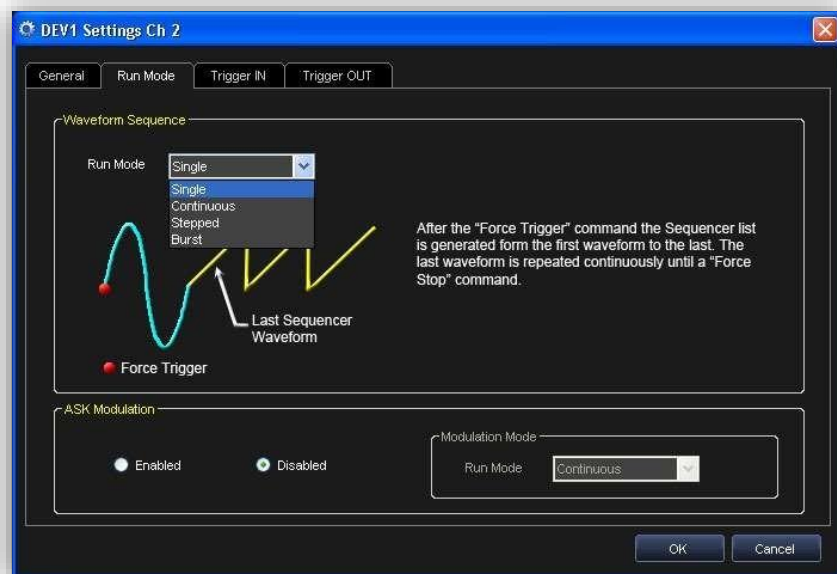 DEV1 Settings Ch 2
General
Run Mode
Trigger IN
Trigger OUT
Waveform Sequence
Run Mode
Single
Single
Continuous
Stepped
Burst
After the “Force Trigger” command the Sequencer list
is generated form the first waveform to the last. The
last waveform is repeated continuously until a “Force
Stop” command.
Last Sequencer
Waveform
Force Trigger
ASK Modulation
Enabled
Disabled
Modulation Mode
Run Mode
Continuous
OK
Cancel